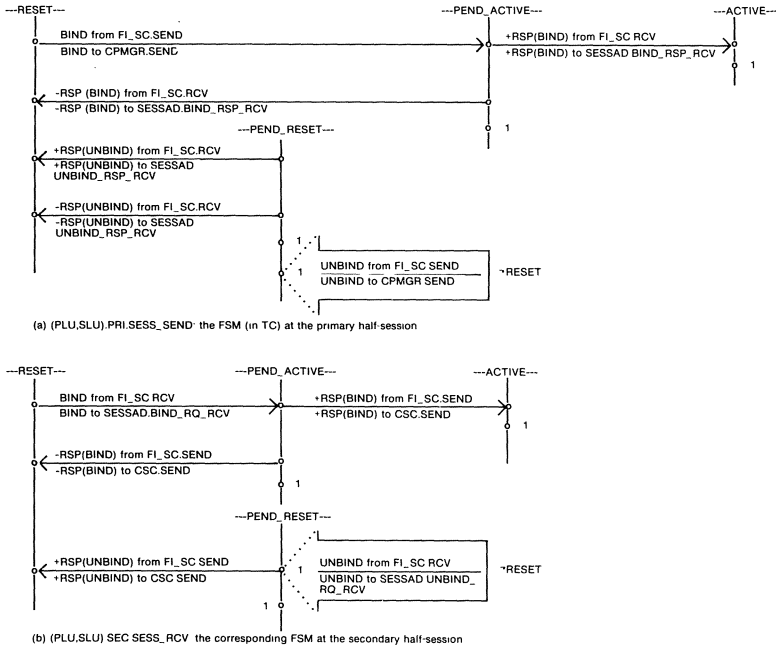 ---RESET--- ---PEND_ACTIVE--- ---ACTIVE---
BIND from FI_SC.SEND
BIND to CPMGR.SEND
+RSP(BIND) from FI_SC RCV
+RSP(BIND) to SESSAD BIND_RSP_RCV
1
-RSP (BIND) from FI_SC.RCV
-RSP (BIND) to SESSAD.BIND_RSP_RCV
1
---PEND_RESET---
+RSP(UNBIND) from FI_SC.RCV
+RSP(UNBIND) to SESSAD
UNBIND_RSP_RCV
-RSP(UNBIND) from FI_SC.RCV
-RSP(UNBIND) to SESSAD
UNBIND_RSP_RCV
1
1
UNBIND from FI_SC SEND
UNBIND to CPMGR SEND
¬RESET
(a) (PLU,SLU).PRI.SESS_SEND· the FSM (in TC) at the primary half-session
---RESET--- ---PEND_ACTIVE--- ---ACTIVE---
BIND from FI_SC RCV
BIND to SESSAD.BIND_RQ_RCV
+RSP(BIND) from FI_SC.SEND
+RSP(BIND) to CSC.SEND
1
-RSP(BIND) from FI_SC.SEND
-RSP(BIND) to CSC.SEND
1
---PEND_RESET---
+RSP(UNBIND) from FI_SC SEND
+RSP(UNBIND) to CSC SEND
1
UNBIND from FI_SC RCV
UNBIND to SESSAD UNBIND_
RQ_RCV
¬RESET
1
(b) (PLU,SLU) SEC SESS_RCV the corresponding FSM at the secondary half-session